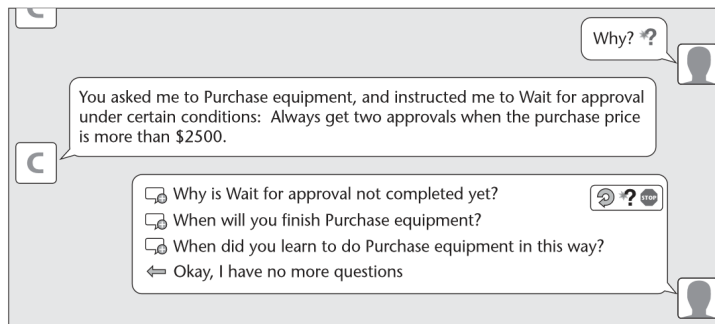 C
Why? *?
You asked me to Purchase equipment, and instructed me to Wait for approval
under certain conditions: Always get two approvals when the purchase price
is more than $2500.
C
Why is Wait for approval not completed yet?
*? STOP
When will you finish Purchase equipment?
When did you learn to do Purchase equipment in this way?
Okay, I have no more questions